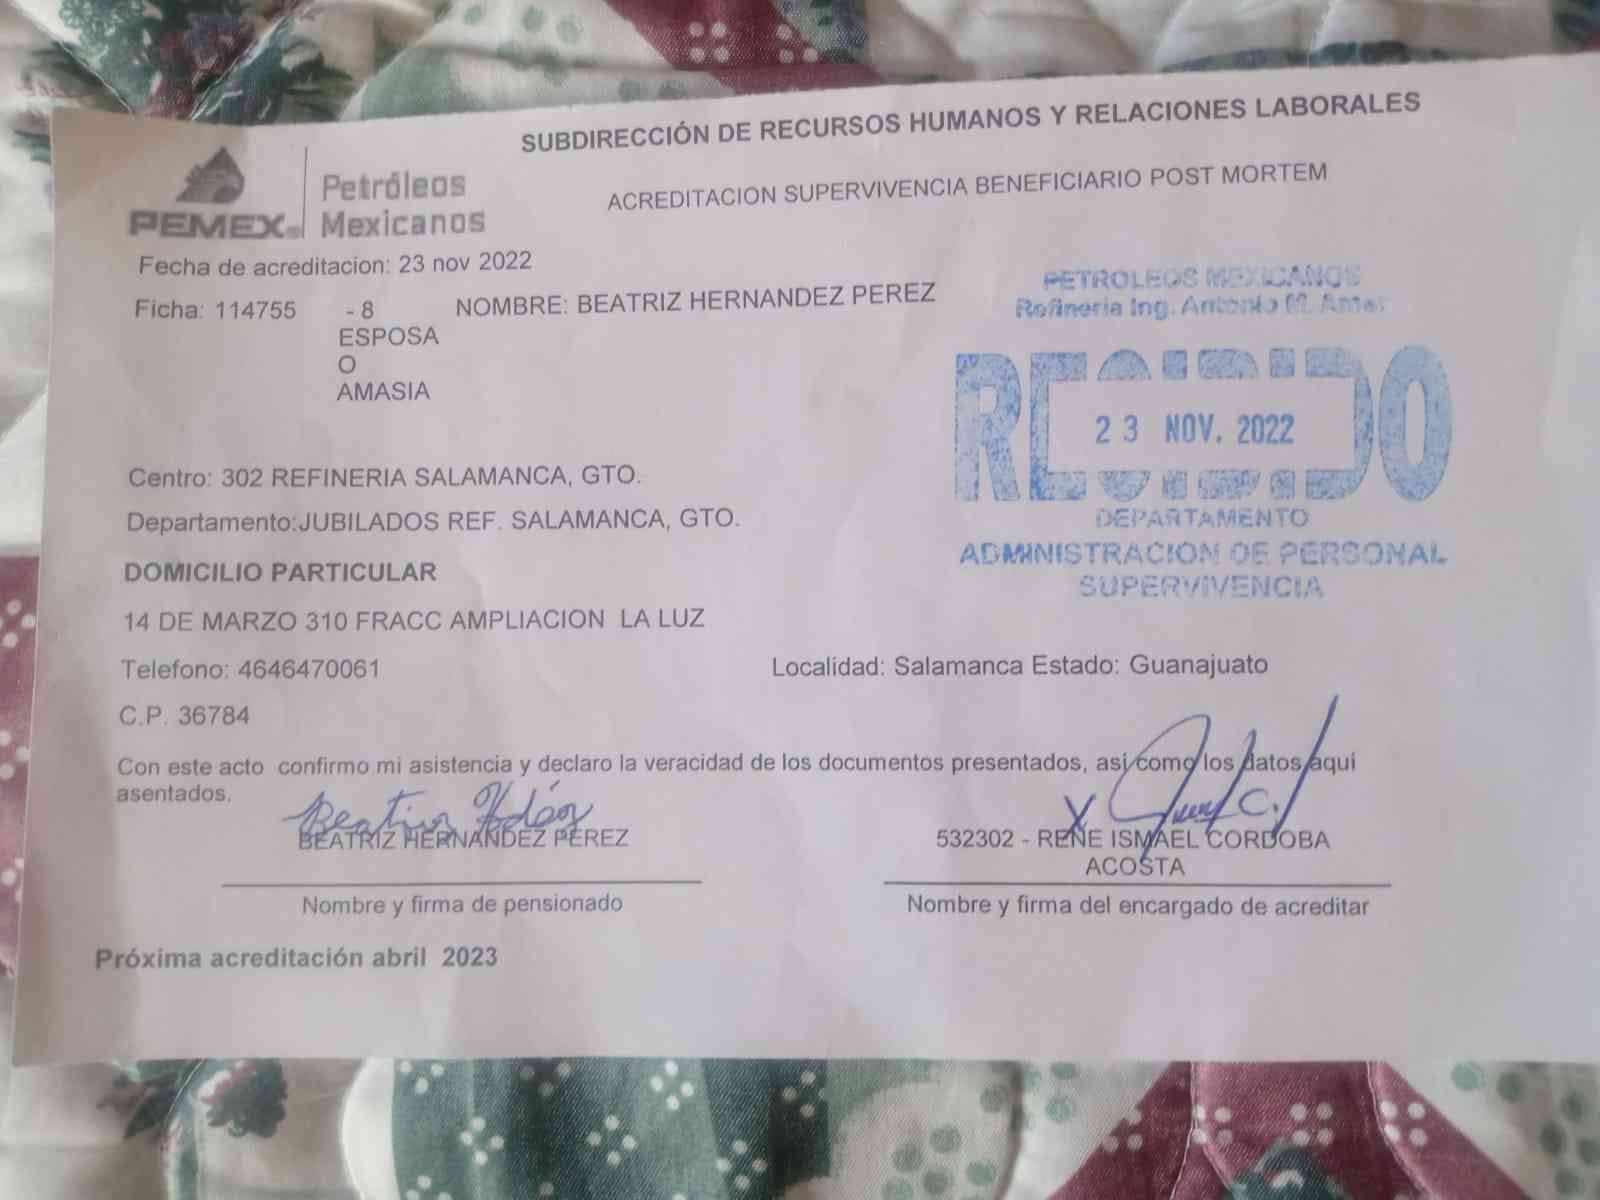 SUBDIRECCIÓN DE RECURSOS HUMANOS Y RELACIONES LABORALES
ACREDITACION SUPERVIVENCIA BENEFICIARIO POST MORTEM
PEMEX® Petróleos
Mexicanos
Fecha de acreditacion: 23 nov 2022
Ficha: 114755 - 8 NOMBRE: BEATRIZ HERNANDEZ PEREZ
ESPOSA
O
AMASIA
PETROLEOS MEXICANOS
Refineria Ing. Antonio M. Amor
RECIBIDO
23 NOV. 2022
DEPARTAMENTO
ADMINISTRACION DE PERSONAL
SUPERVIVENCIA
Centro: 302 REFINERIA SALAMANCA, GTO.
Departamento:JUBILADOS REF. SALAMANCA, GTO.
DOMICILIO PARTICULAR
14 DE MARZO 310 FRACC AMPLIACION LA LUZ
Telefono: 4646470061 Localidad: Salamanca Estado: Guanajuato
C.P. 36784
Con este acto confirmo mi asistencia y declaro la veracidad de los documentos presentados, así como los datos aqui
asentados.
Beatriz Hdéz
BEATRIZ HERNANDEZ PEREZ
532302 - RENE ISMAEL CORDOBA
ACOSTA
Nombre y firma de pensionado
Nombre y firma del encargado de acreditar
Próxima acreditación abril 2023